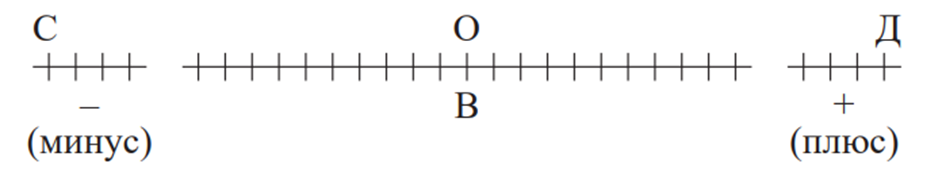 С О Д
В
– +
(минус) (плюс)